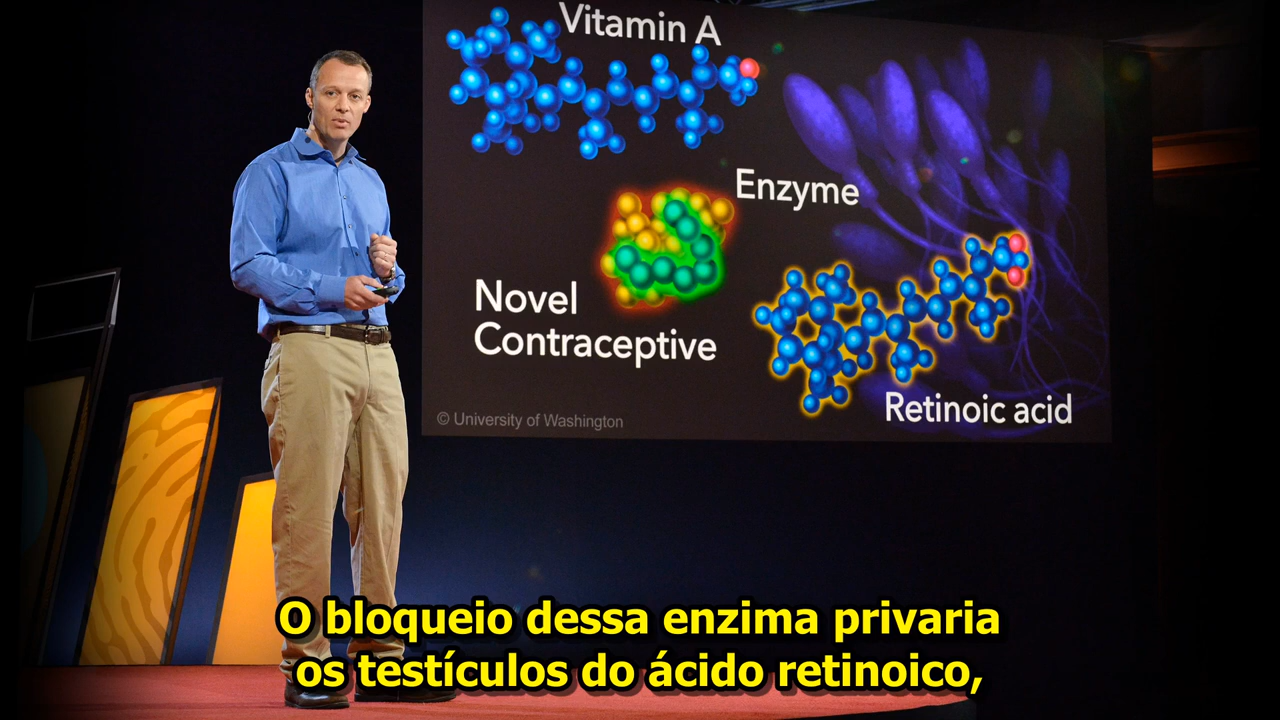 Vitamin A
Enzyme
Novel
Contraceptive
Retinoic acid
© University of Washington
O bloqueio dessa enzima privaria
os testículos do ácido retinoico,